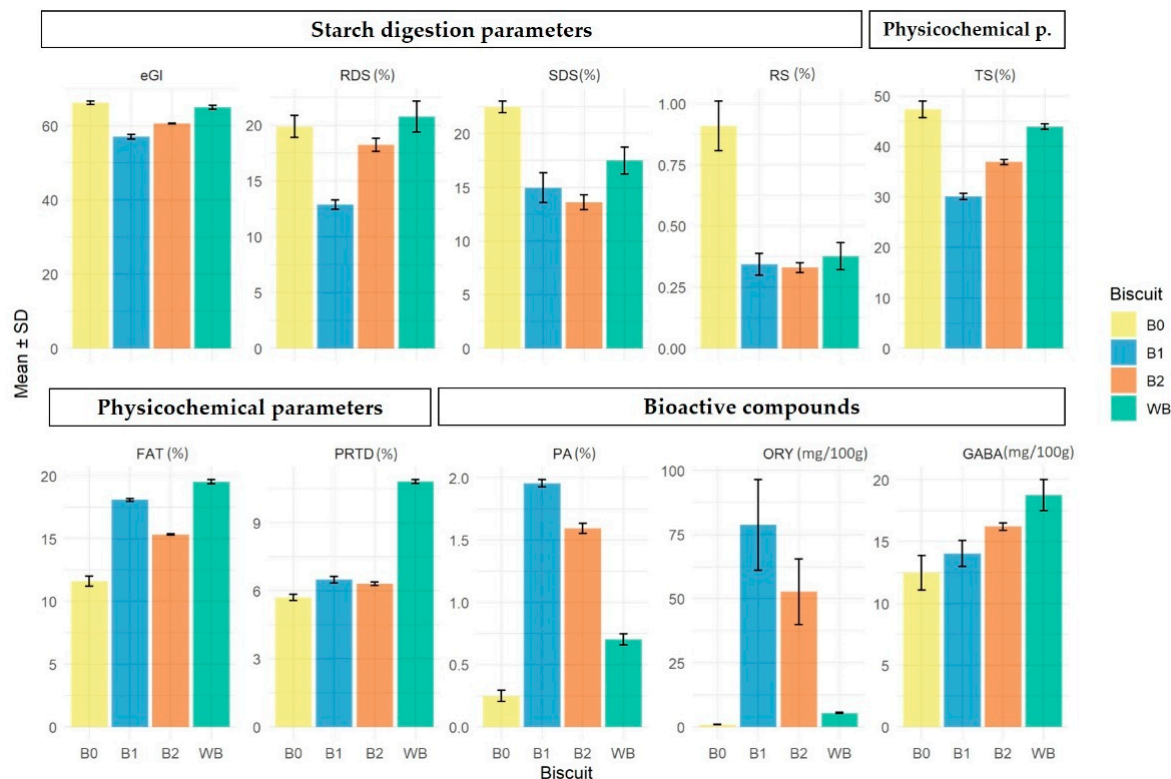 Starch digestion parameters
Physicochemical p.
eGI
RDS (%)
SDS (%)
RS (%)
TS (%)
60
40
20
0
20
15
10
5
0
20
15
10
5
0
1.00
0.75
0.50
0.25
0.00
50
40
30
20
10
0
Mean ± SD
Biscuit
B0
B1
B2
WB
Physicochemical parameters
Bioactive compounds
FAT (%)
PRTD (%)
PA (%)
ORY (mg/100g)
GABA (mg/100g)
20
15
10
5
0
9
6
3
0
2.0
1.5
1.0
0.5
0.0
100
75
50
25
0
20
15
10
5
0
B0 B1 B2 WB
B0 B1 B2 WB
B0 B1 B2 WB
B0 B1 B2 WB
B0 B1 B2 WB
Biscuit